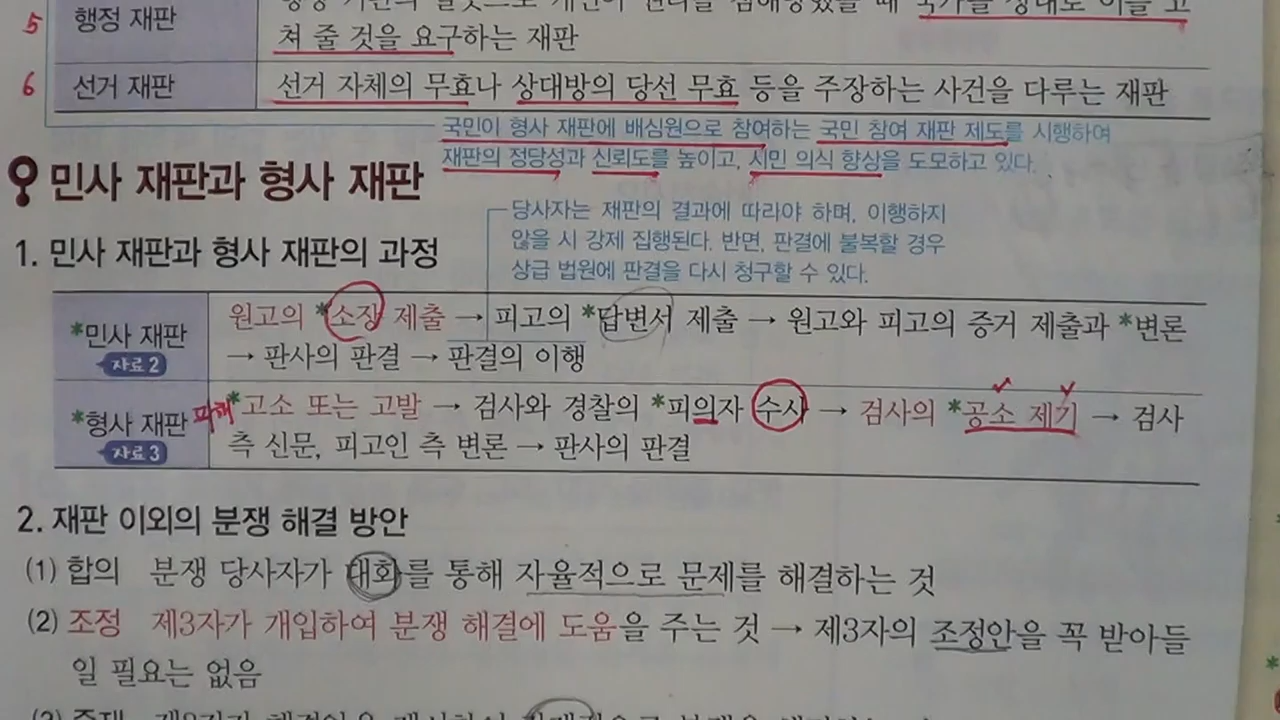 5 행정 재판
쳐 줄 것을 요구하는 재판
6 선거 재판 선거 자체의 무효나 상대방의 당선 무효 등을 주장하는 사건을 다루는 재판
국민이 형사 재판에 배심원으로 참여하는 국민 참여 재판 제도를 시행하여
재판의 정당성과 신뢰도를 높이고, 시민 의식 향상을 도모하고 있다.
민사 재판과 형사 재판
당사자는 재판의 결과에 따라야 하며, 이행하지
않을 시 강제 집행된다. 반면, 판결에 불복할 경우
상급 법원에 판결을 다시 청구할 수 있다.
1. 민사 재판과 형사 재판의 과정
*민사 재판 원고의 *소장 제출 → 피고의 *답변서 제출 → 원고와 피고의 증거 제출과 *변론
자료2 → 판사의 판결 → 판결의 이행
*형사 재판 *고소 또는 고발 → 검사와 경찰의 *피의자 수사 → 검사의 *공소 제기 → 검사
자료3 측 신문, 피고인 측 변론 → 판사의 판결
2. 재판 이외의 분쟁 해결 방안
(1) 합의 분쟁 당사자가 대화를 통해 자율적으로 문제를 해결하는 것
(2) 조정 제3자가 개입하여 분쟁 해결에 도움을 주는 것 → 제3자의 조정안을 꼭 받아들
일 필요는 없음